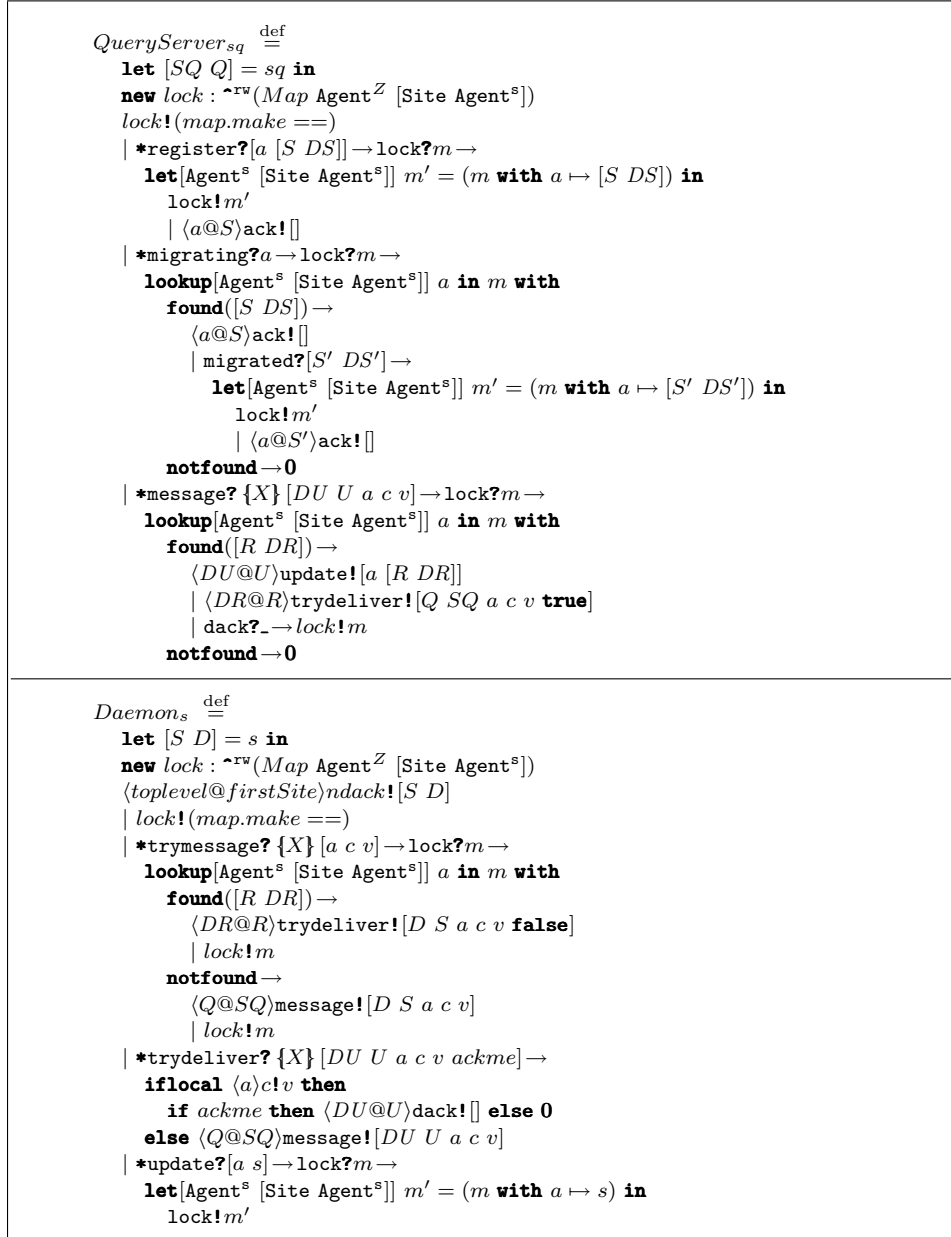 QueryServer_sq def=
let [SQ Q] = sq in
new lock : ^rw(Map Agent^Z [Site Agent^s])
lock!(map.make ==)
| *register?[a [S DS]]→lock?m→
let[Agent^s [Site Agent^s]] m′ = (m with a ↦ [S DS]) in
lock!m′
| ⟨a@S⟩ack![]
| *migrating?a→lock?m→
lookup[Agent^s [Site Agent^s]] a in m with
found([S DS])→
⟨a@S⟩ack![]
| migrated?[S′ DS′]→
let[Agent^s [Site Agent^s]] m′ = (m with a ↦ [S′ DS′]) in
lock!m′
| ⟨a@S′⟩ack![]
notfound→0
| *message? {X} [DU U a c v]→lock?m→
lookup[Agent^s [Site Agent^s]] a in m with
found([R DR])→
⟨DU@U⟩update![a [R DR]]
| ⟨DR@R⟩trydeliver![Q SQ a c v true]
| dack?_→lock!m
notfound→0
Daemon_s def=
let [S D] = s in
new lock : ^rw(Map Agent^Z [Site Agent^s])
⟨toplevel@firstSite⟩ndack![S D]
| lock!(map.make ==)
| *trymessage? {X} [a c v]→lock?m→
lookup[Agent^s [Site Agent^s]] a in m with
found([R DR])→
⟨DR@R⟩trydeliver![D S a c v false]
| lock!m
notfound→
⟨Q@SQ⟩message![D S a c v]
| lock!m
| *trydeliver? {X} [DU U a c v ackme]→
iflocal ⟨a⟩c!v then
if ackme then ⟨DU@U⟩dack![] else 0
else ⟨Q@SQ⟩message![DU U a c v]
| *update?[a s]→lock?m→
let[Agent^s [Site Agent^s]] m′ = (m with a ↦ s) in
lock!m′